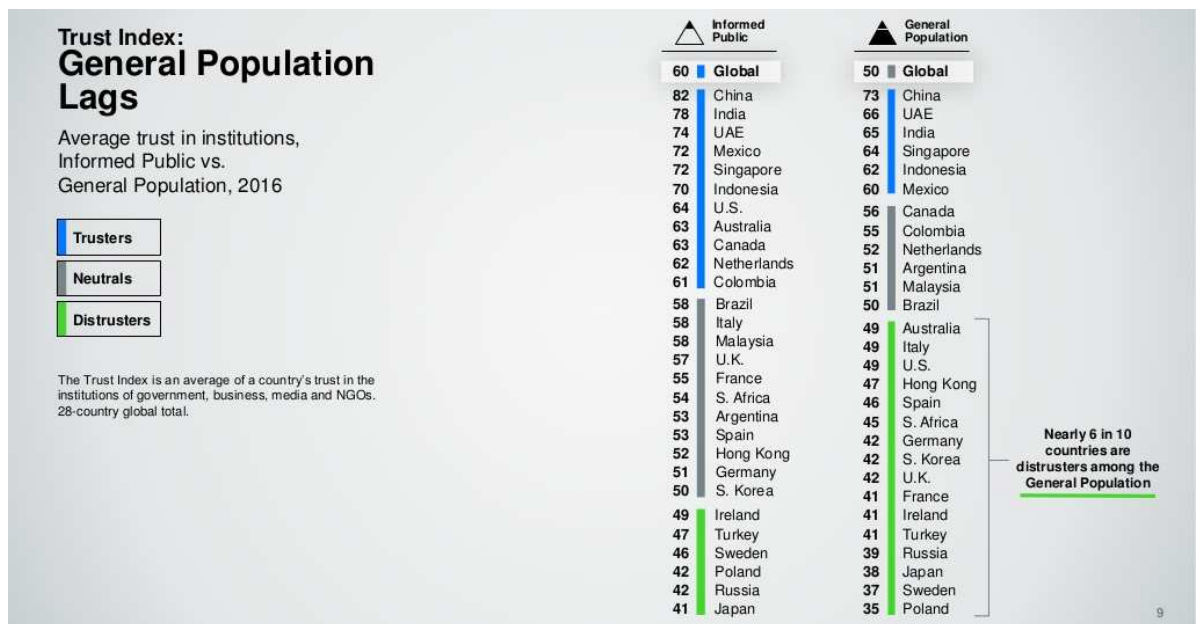 Trust Index:
General Population
Lags
Average trust in institutions,
Informed Public vs.
General Population, 2016
Trusters
Neutrals
Distrusters
The Trust Index is an average of a country's trust in the
institutions of government, business, media and NGOs.
28-country global total.
Informed
Public
60 Global
82 China
78 India
74 UAE
72 Mexico
72 Singapore
70 Indonesia
64 U.S.
63 Australia
63 Canada
62 Netherlands
61 Colombia
58 Brazil
58 Italy
58 Malaysia
57 U.K.
55 France
54 S. Africa
53 Argentina
53 Spain
52 Hong Kong
51 Germany
50 S. Korea
49 Ireland
47 Turkey
46 Sweden
42 Poland
42 Russia
41 Japan
General
Population
50 Global
73 China
66 UAE
65 India
64 Singapore
62 Indonesia
60 Mexico
56 Canada
55 Colombia
52 Netherlands
51 Argentina
51 Malaysia
50 Brazil
49 Australia
49 Italy
49 U.S.
47 Hong Kong
46 Spain
45 S. Africa
42 Germany
42 S. Korea
42 U.K.
41 France
41 Ireland
41 Turkey
39 Russia
38 Japan
37 Sweden
35 Poland
Nearly 6 in 10
countries are
distrusters among the
General Population
9